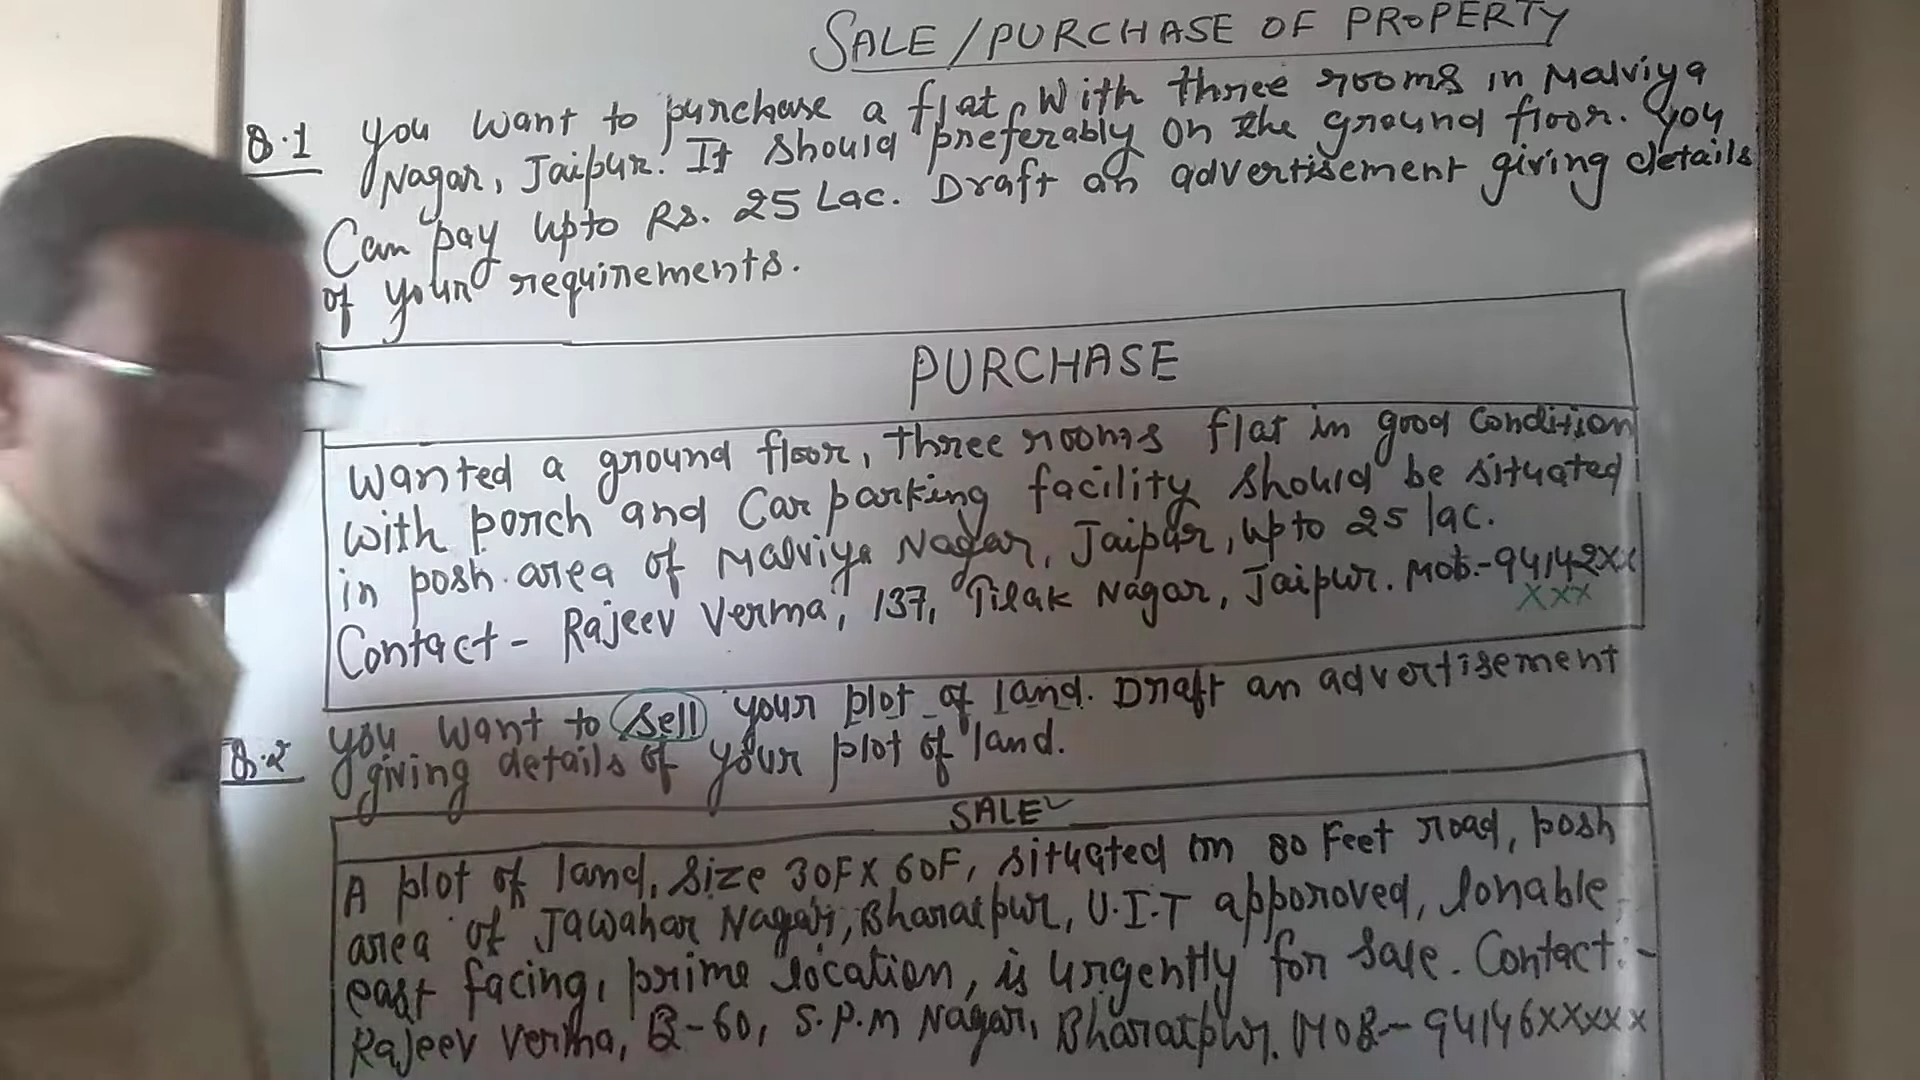 SALE/PURCHASE OF PROPERTY
Q.1 You want to purchase a flat with three rooms in Malviya
Nagar, Jaipur. It should preferably on the ground floor. You
Can pay upto Rs. 25 Lac. Draft an advertisement giving details
of your requirements.
PURCHASE
Wanted a ground floor, three rooms flat in good Condition
with porch and Car parking facility should be situated
in posh area of Malviya Nagar, Jaipur, up to 25 lac.
Contact- Rajeev Verma, 137, Tilak Nagar, Jaipur. Mob.-94142XX
XXX
Q.2 You want to sell your plot of land. Draft an advertisement
giving details of your plot of land.
SALE
A plot of land, size 30F X 60F, situated on 80 Feet road, posh
area of Jawahar Nagar, Bharatpur, U.I.T apporoved, lonable
east facing, prime location, is urgently for sale. Contact:-
Rajeev Verma, B-60, S.P.M Nagar, Bharatpur. MOB- 94146XXXXX